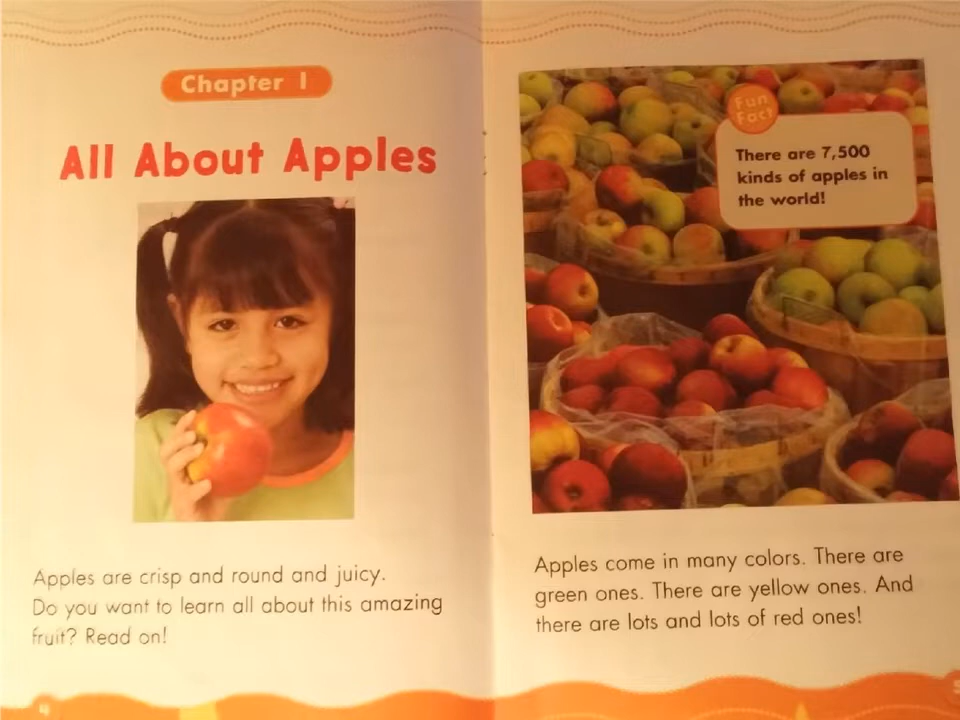 Chapter 1
All About Apples
Apples are crisp and round and juicy.
Do you want to learn all about this amazing
fruit? Read on!
4
Fun
Fact
There are 7,500
kinds of apples in
the world!
Apples come in many colors. There are
green ones. There are yellow ones. And
there are lots and lots of red ones!
5